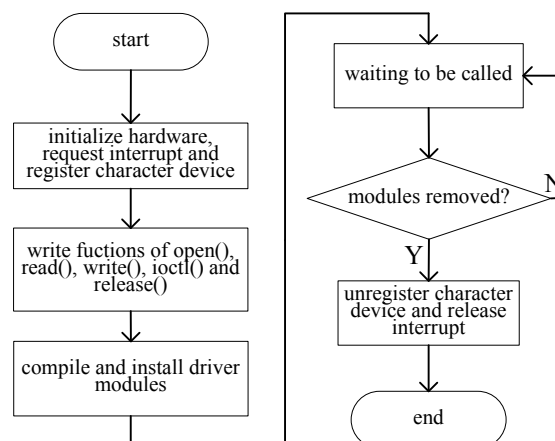 start
initialize hardware,
request interrupt and
register character device
write fuctions of open(),
read(), write(), ioctl() and
release()
compile and install driver
modules
waiting to be called
modules removed?
N
Y
unregister character
device and release
interrupt
end